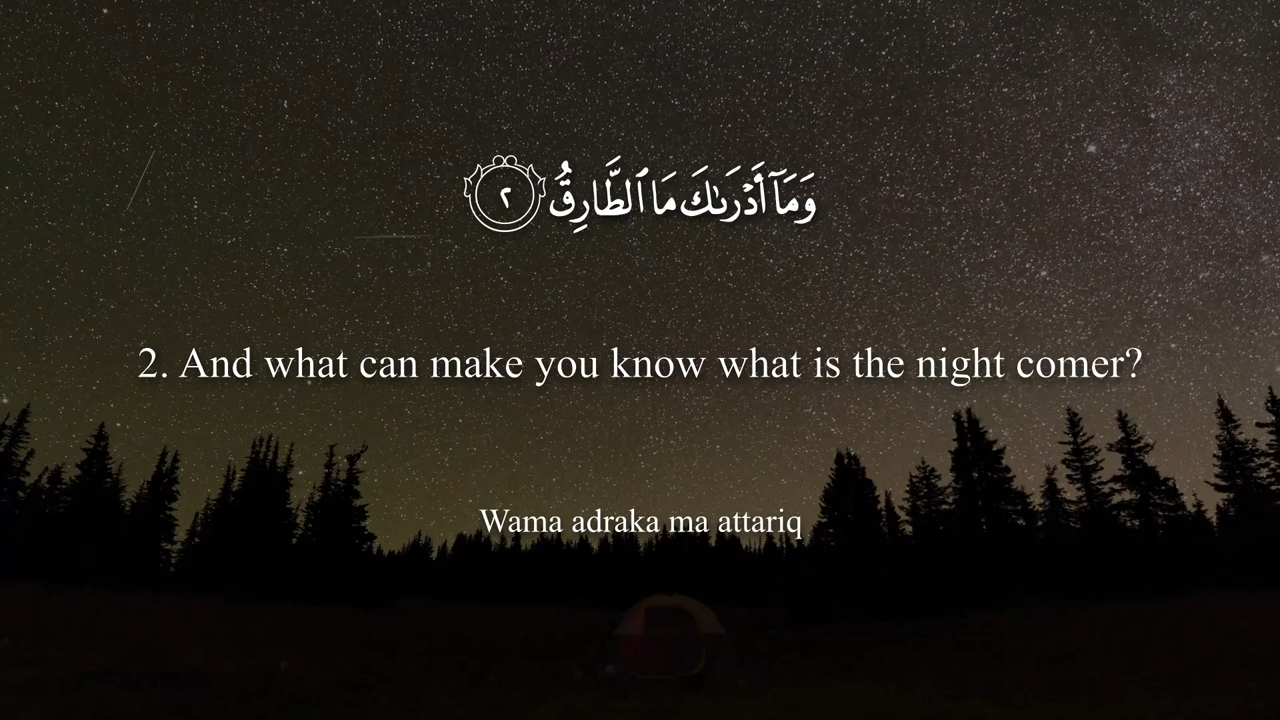 وَمَآ أَدْرَىٰكَ مَا ٱلطَّارِقُ ٢
2. And what can make you know what is the night comer?
Wama adraka ma attariq